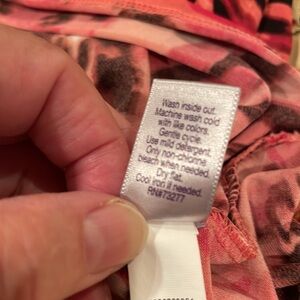 Wash inside out.
Machine wash cold
with like colors.
Gentle cycle.
Use mild detergent.
Only non-chlorine
bleach when needed.
Dry flat.
Cool iron if needed.
RN#73277